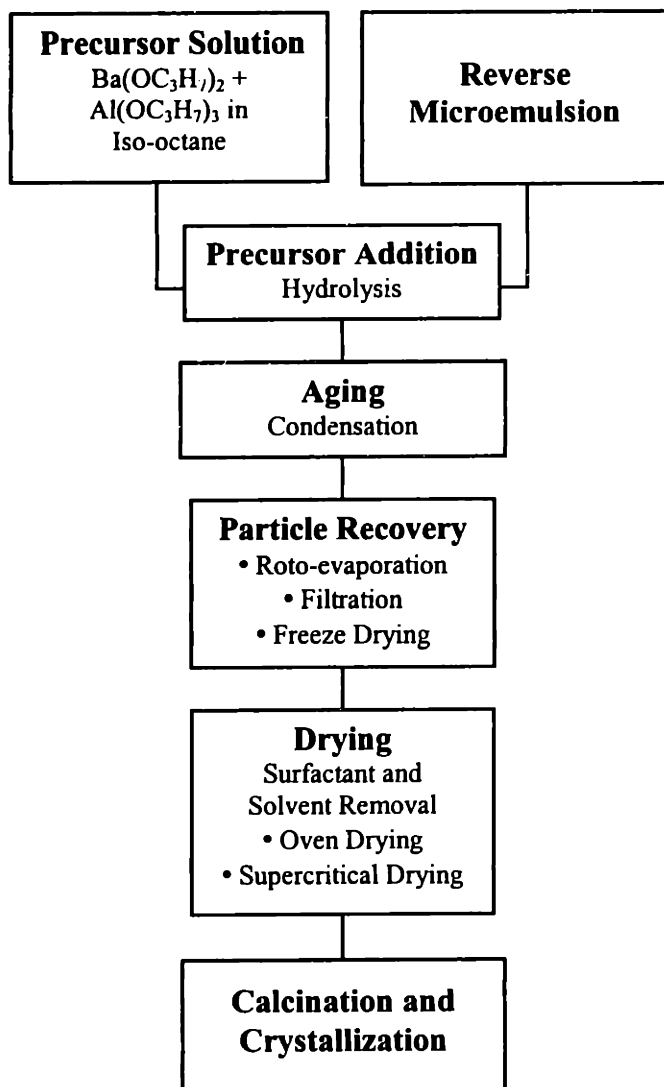 Precursor Solution
Ba(OC₃H₇)₂ +
Al(OC₃H₇)₃ in
Iso-octane
Reverse
Microemulsion
Precursor Addition
Hydrolysis
Aging
Condensation
Particle Recovery
• Roto-evaporation
• Filtration
• Freeze Drying
Drying
Surfactant and
Solvent Removal
• Oven Drying
• Supercritical Drying
Calcination and
Crystallization